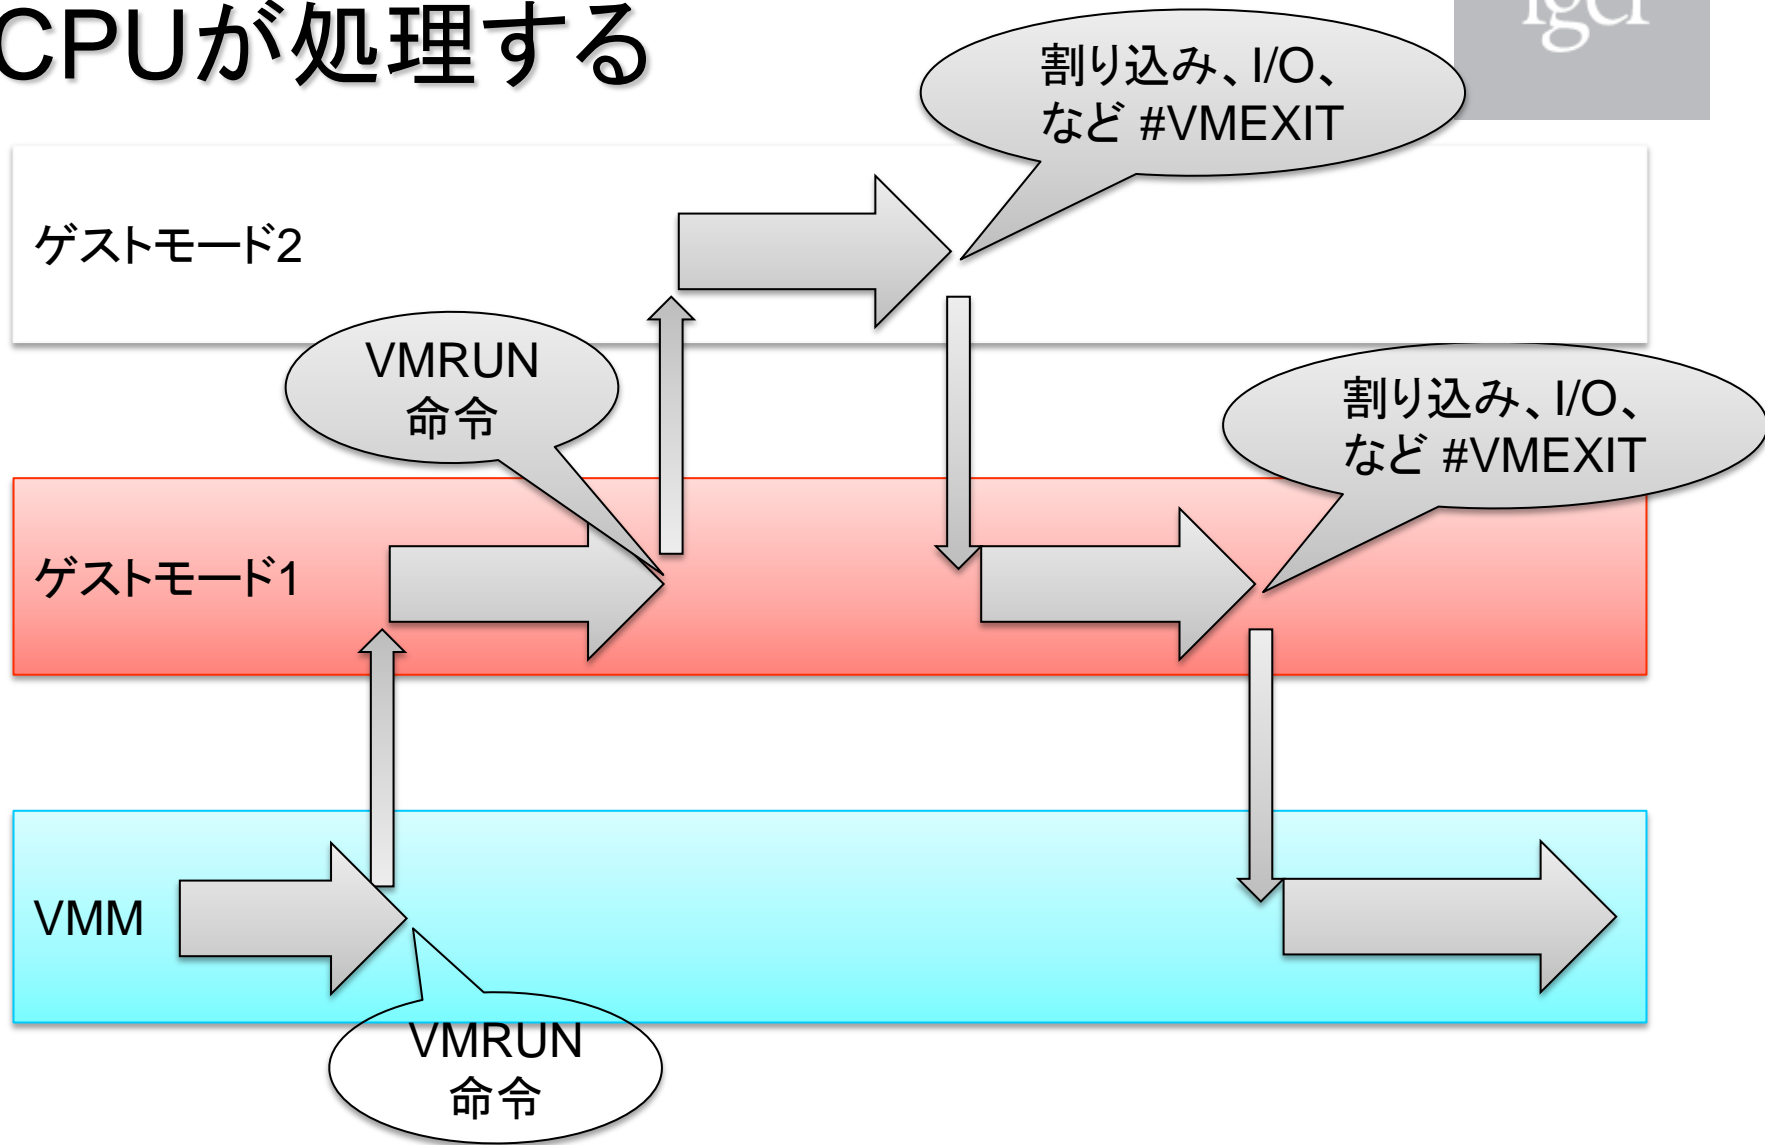 CPUが処理する
igel
割り込み、I/O、
など #VMEXIT
ゲストモード2
VMRUN
命令
割り込み、I/O、
など #VMEXIT
ゲストモード1
VMM
VMRUN
命令